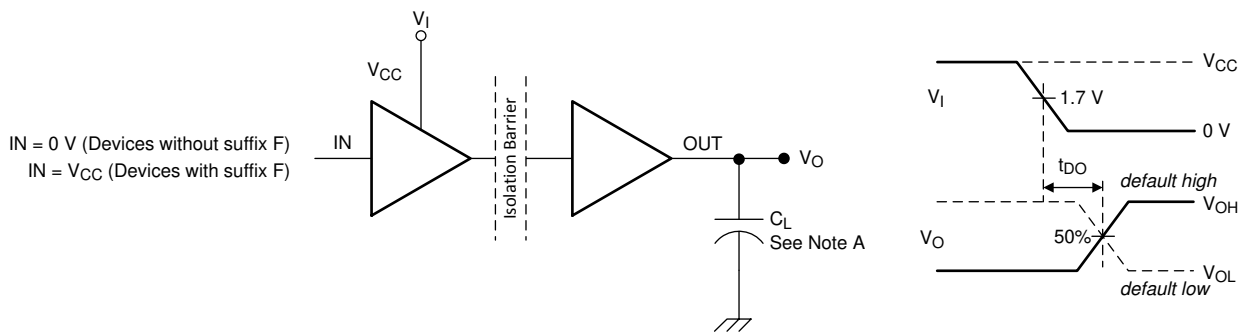 V_I
V_CC
IN = 0 V (Devices without suffix F)
IN = V_CC (Devices with suffix F)
IN
Isolation Barrier
OUT
V_O
C_L
See Note A
V_I
V_CC
1.7 V
0 V
t_DO
default high
V_OH
V_O
50%
V_OL
default low